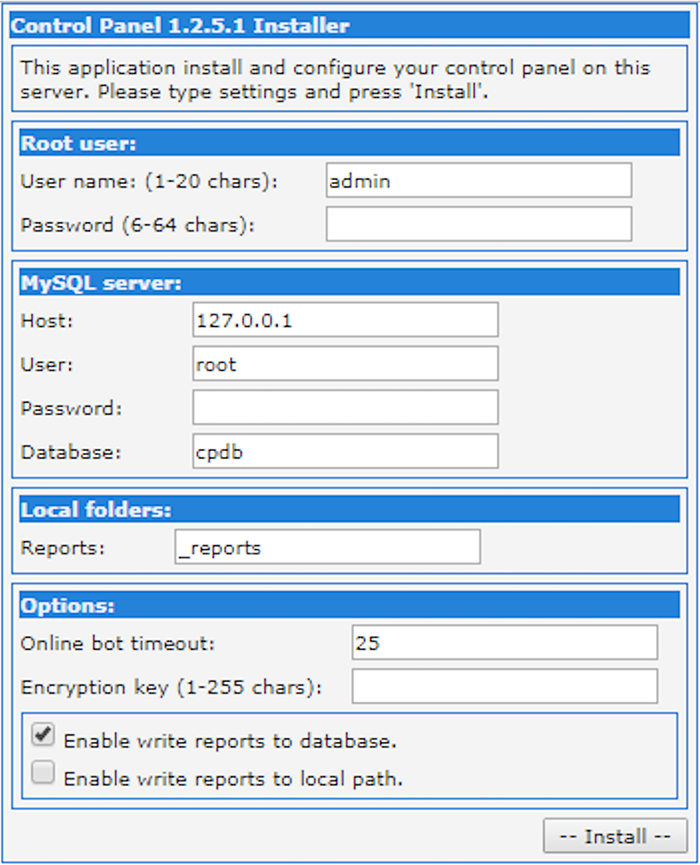 Control Panel 1.2.5.1 Installer
This application install and configure your control panel on this
server. Please type settings and press 'Install'.
Root user:
User name: (1-20 chars): admin
Password (6-64 chars):
MySQL server:
Host: 127.0.0.1
User: root
Password:
Database: cpdb
Local folders:
Reports: _reports
Options:
Online bot timeout: 25
Encryption key (1-255 chars):
Enable write reports to database.
Enable write reports to local path.
-- Install --